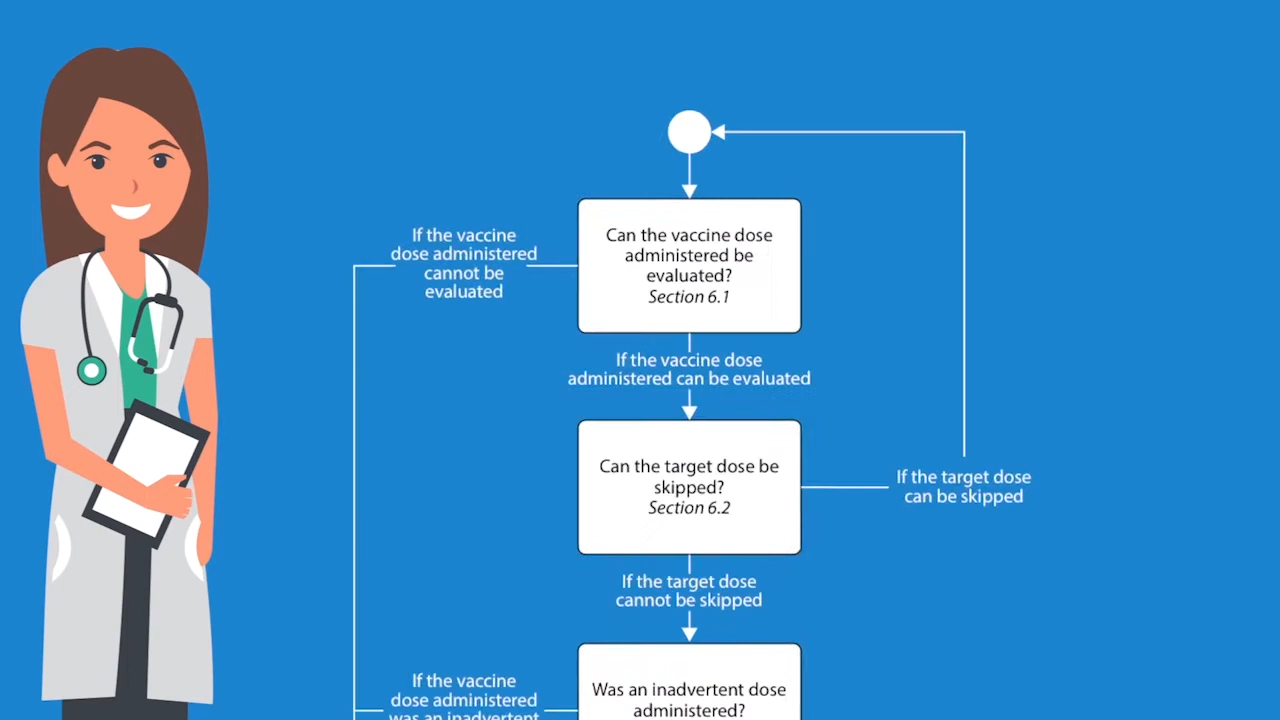 If the vaccine
dose administered
cannot be
evaluated
Can the vaccine dose
administered be
evaluated?
Section 6.1
If the vaccine dose
administered can be evaluated
Can the target dose be
skipped?
Section 6.2
If the target dose
can be skipped
If the target dose
cannot be skipped
If the vaccine
dose administered
was an inadvertent
Was an inadvertent dose
administered?